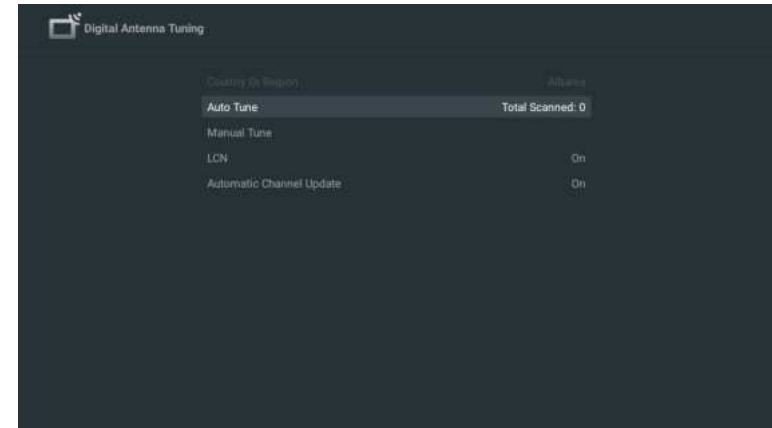 Digital Antenna Tuning
Country Or Region Albania
Auto Tune Total Scanned: 0
Manual Tune
LCN On
Automatic Channel Update On